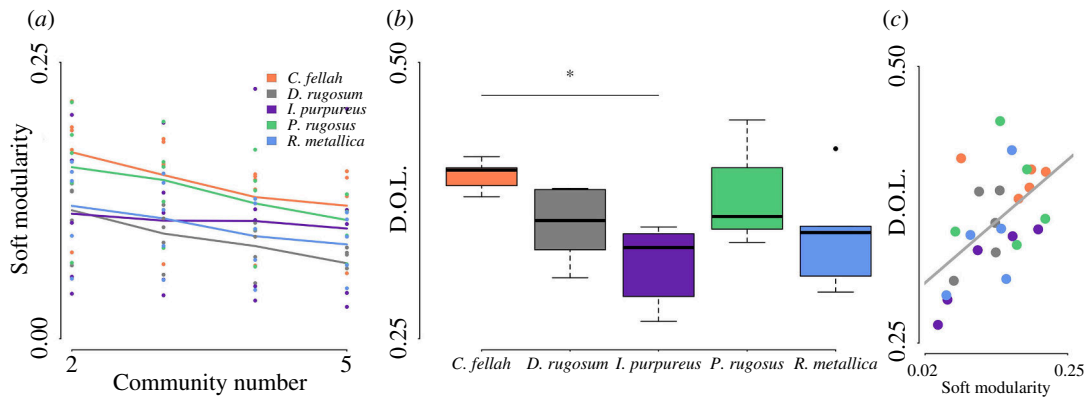 (a)
0.25
Soft modularity
0.00
2
5
Community number
C. fellah
D. rugosum
I. purpureus
P. rugosus
R. metallica
(b)
0.50
D.O.L.
0.25
*
C. fellah D. rugosum I. purpureus P. rugosus R. metallica
(c)
0.50
D.O.L.
0.25
0.02
0.25
Soft modularity